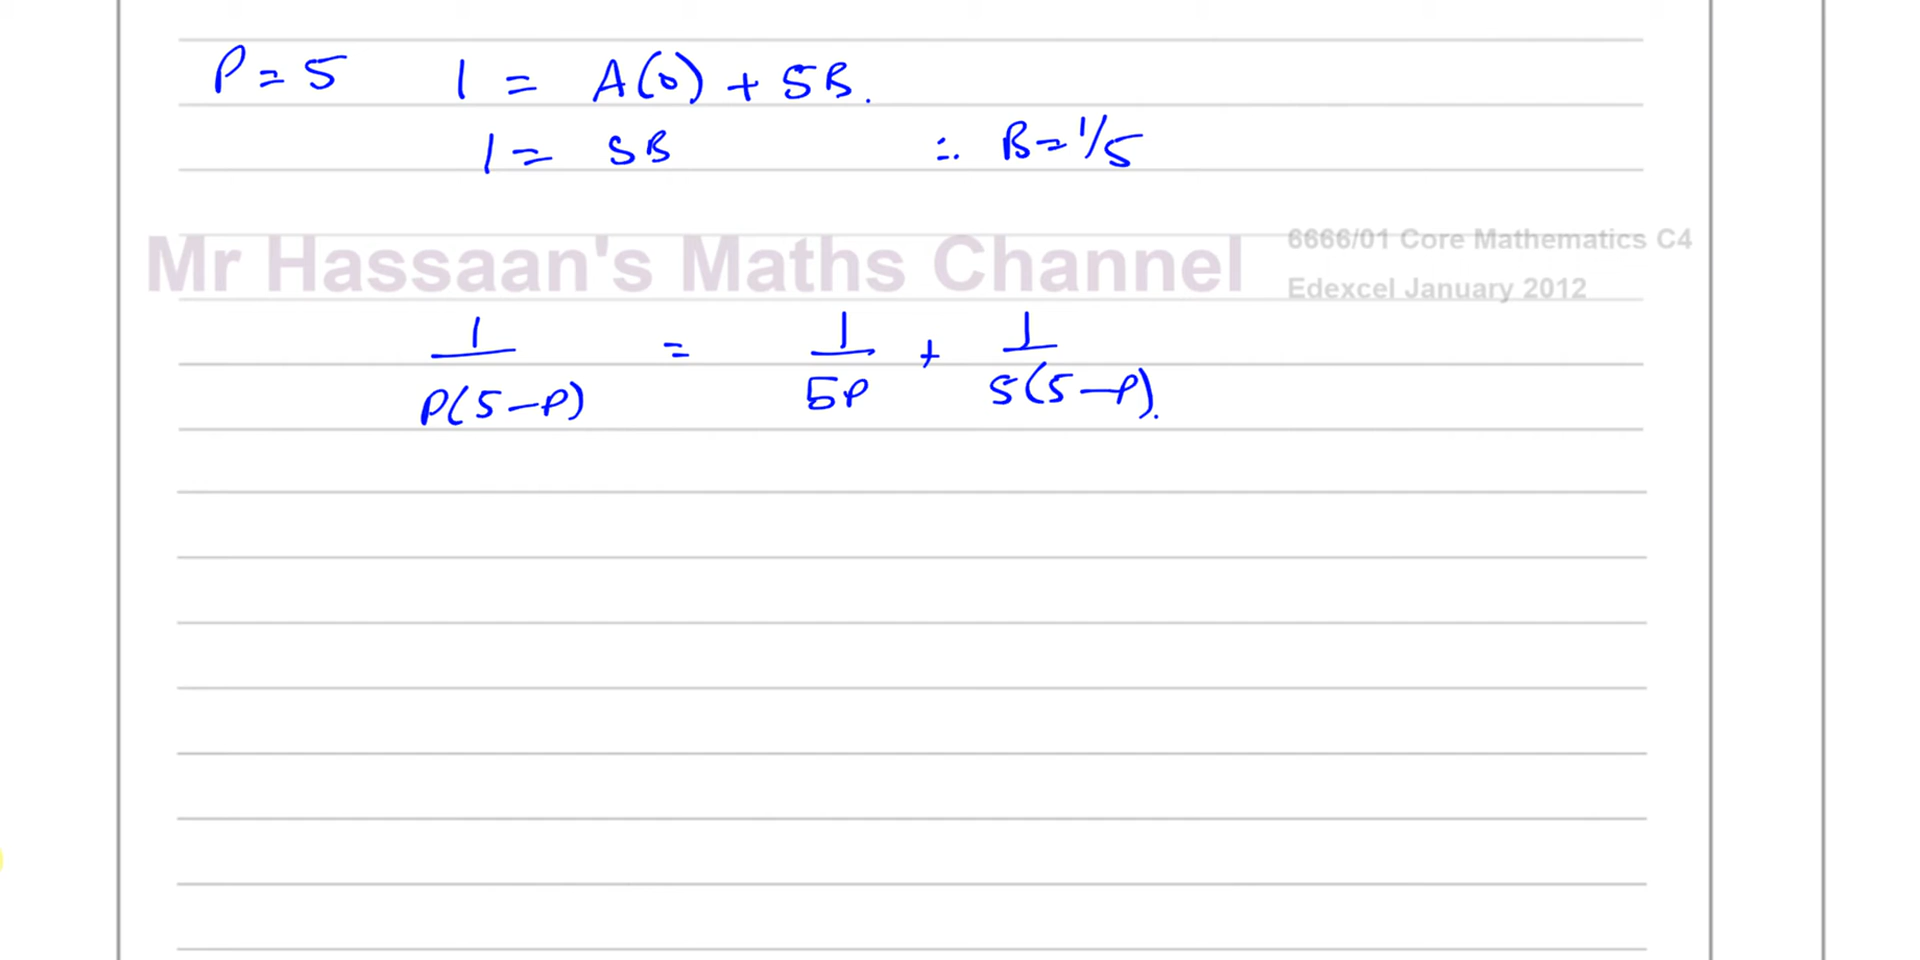 P = 5 1 = A(0) + 5B.
1 = 5B ∴ B = 1/5
Mr Hassaan's Maths Channel
6666/01 Core Mathematics C4
Edexcel January 2012
1/P(5-P) = 1/5P + 1/5(5-P).